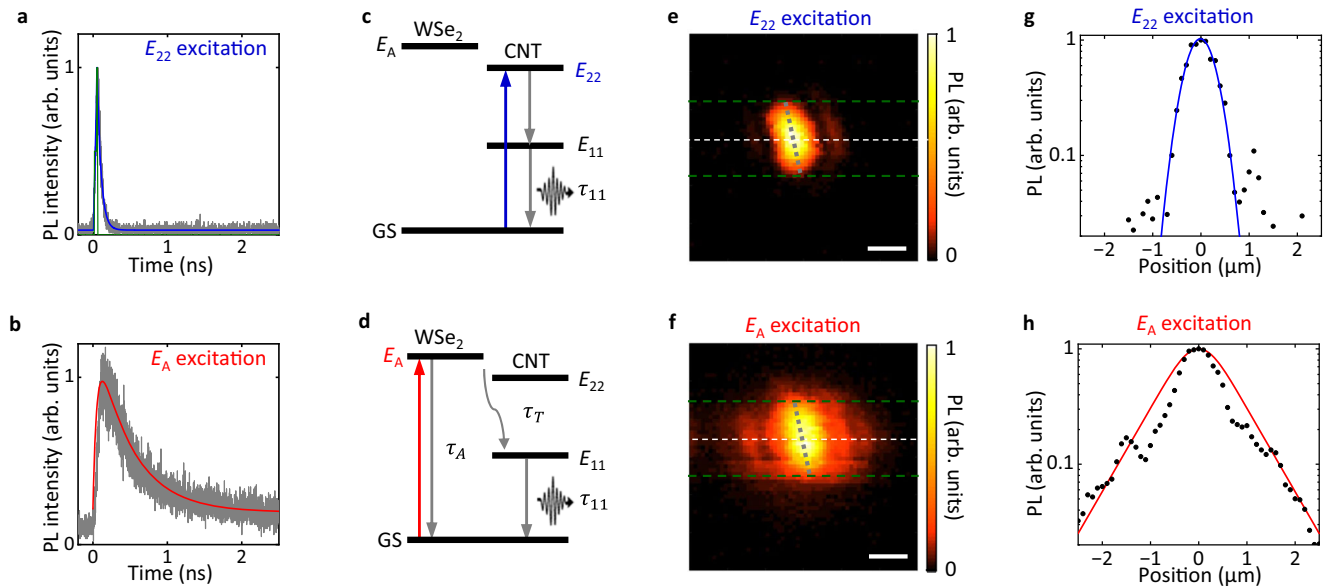 a
E22 excitation
PL intensity (arb. units)
1
0
0
1
2
Time (ns)
b
EA excitation
PL intensity (arb. units)
1
0
0
1
2
Time (ns)
c
WSe2
EA
CNT
E22
E11
τ11
GS
d
WSe2
EA
CNT
E22
τT
τA
E11
τ11
GS
e
E22 excitation
1
PL (arb. units)
0
f
EA excitation
1
PL (arb. units)
0
g
E22 excitation
PL (arb. units)
1
0.1
−2 −1 0 1 2
Position (μm)
h
EA excitation
PL (arb. units)
1
0.1
−2 −1 0 1 2
Position (μm)